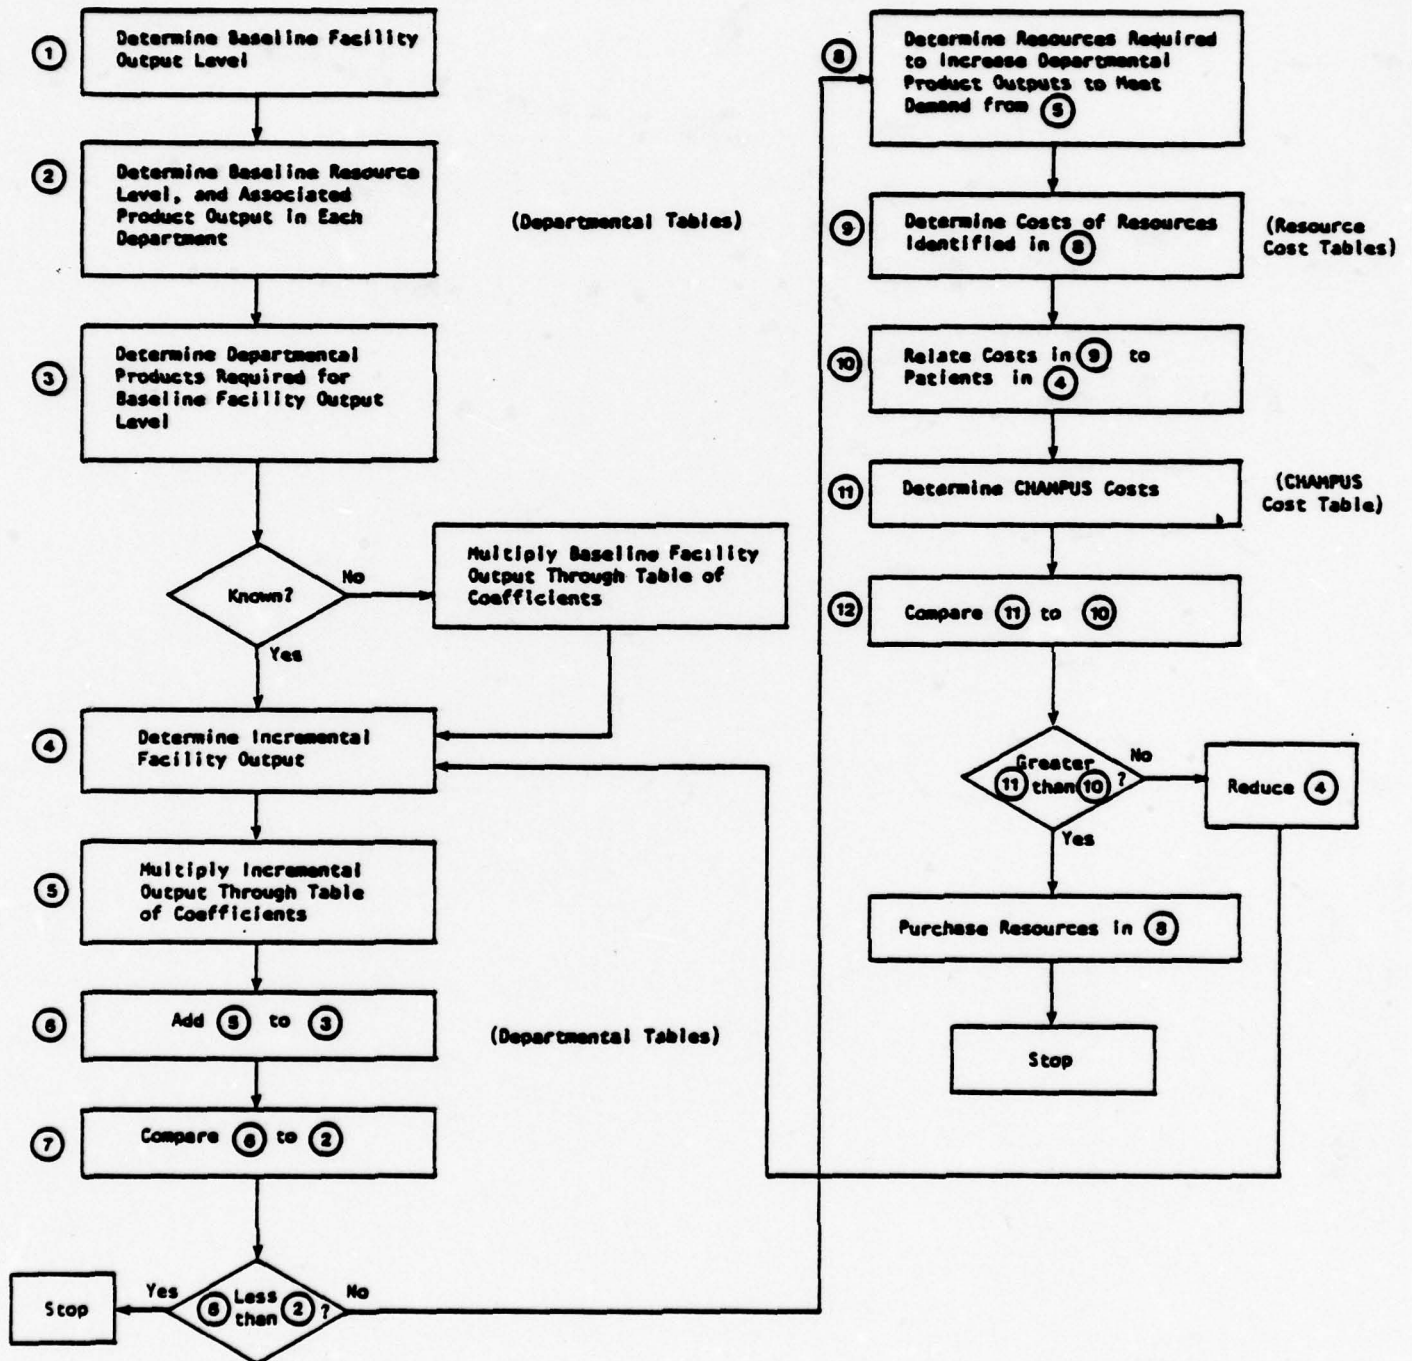 1
Determine Baseline Facility
Output Level
2
Determine Baseline Resource
Level, and Associated
Product Output in Each
Department
(Departmental Tables)
3
Determine Departmental
Products Required for
Baseline Facility Output
Level
Known?
No
Yes
Multiply Baseline Facility
Output Through Table of
Coefficients
4
Determine Incremental
Facility Output
5
Multiply Incremental
Output Through Table
of Coefficients
6
Add 5 to 3
(Departmental Tables)
7
Compare 6 to 2
6 Less
than 2 ?
Yes
No
Stop
8
Determine Resources Required
to Increase Departmental
Product Outputs to Meet
Demand from 5
9
Determine Costs of Resources
Identified in 8
(Resource
Cost Tables)
10
Relate Costs in 9 to
Patients in 4
11
Determine CHAMPUS Costs
(CHAMPUS
Cost Table)
12
Compare 11 to 10
Greater
11 than 10 ?
No
Yes
Reduce 4
Purchase Resources in 8
Stop